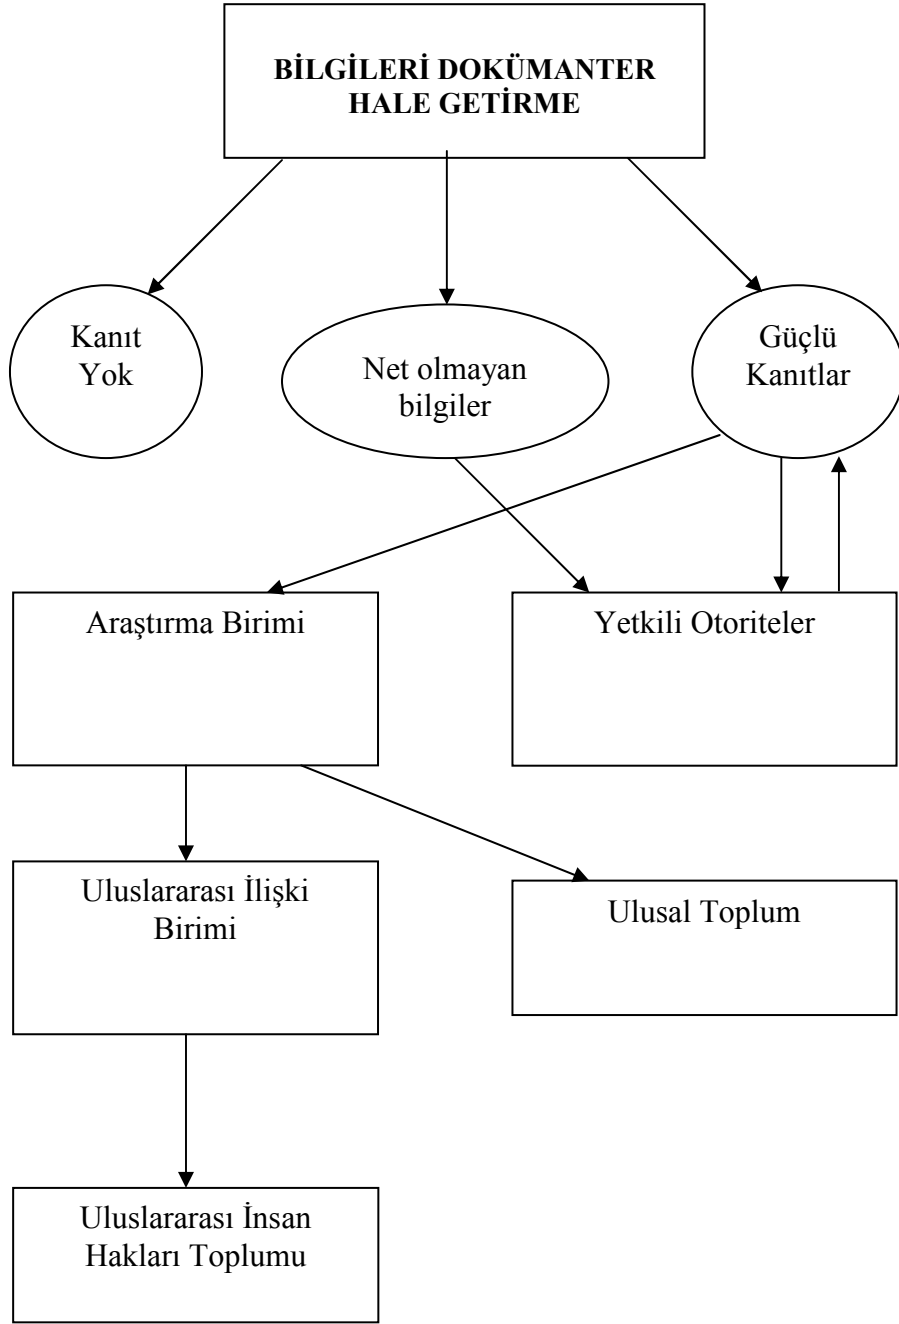 BİLGİLERİ DOKÜMANTER
HALE GETİRME
Kanıt
Yok
Net olmayan
bilgiler
Güçlü
Kanıtlar
Araştırma Birimi
Yetkili Otoriteler
Uluslararası İlişki
Birimi
Ulusal Toplum
Uluslararası İnsan
Hakları Toplumu